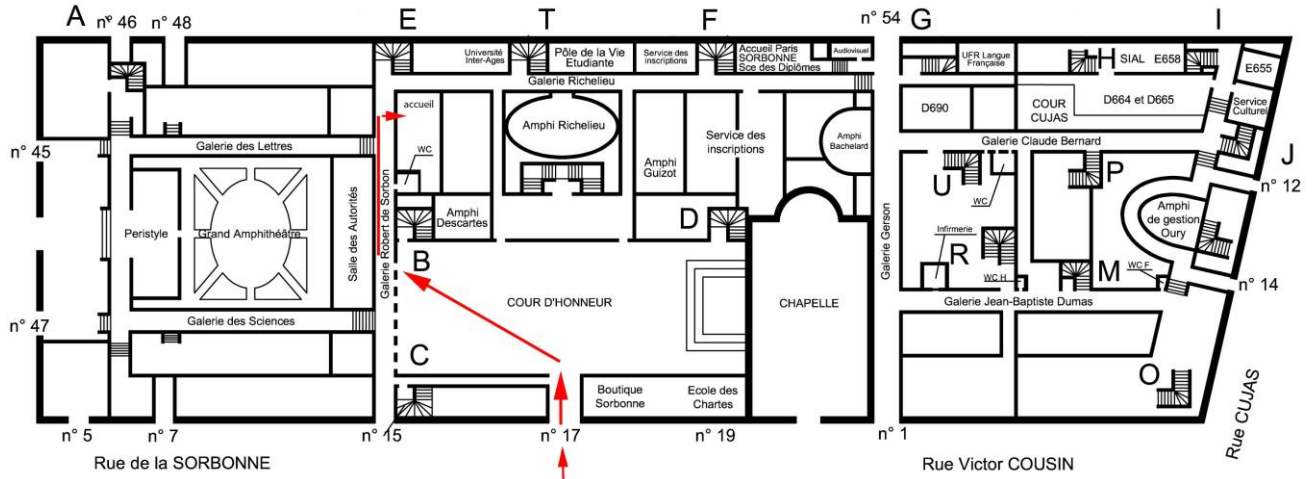 A
n° 46
n° 48
E
T
F
n° 54
G
I
Université
Inter-Ages
Pôle de la Vie
Etudiante
Service des
inscriptions
Accueil Paris
SORBONNE
Sce des Diplômes
Audiovisuel
UFR Langue
Française
H
SIAL E658
E655
Galerie Richelieu
accueil
Amphi Richelieu
Service des
inscriptions
Amphi
Bachelard
D690
COUR
CUJAS
D664 et D665
Service
Culturel
n° 45
Galerie des Lettres
WC
Amphi
Guizot
Galerie Claude Bernard
J
n° 12
U
WC
P
Peristyle
Grand Amphithéâtre
Salle des Autorités
Galerie Robert de Sorbon
Amphi
Descartes
D
Galerie Gerson
Amphi
de gestion
Oury
B
R
Infirmerie
WC H
M
WC F
n° 14
COUR D'HONNEUR
CHAPELLE
Galerie Jean-Baptiste Dumas
n° 47
Galerie des Sciences
C
O
Boutique
Sorbonne
Ecole des
Chartes
n° 5
n° 7
n° 15
n° 17
n° 19
n° 1
Rue de la SORBONNE
Rue Victor COUSIN
Rue CUJAS